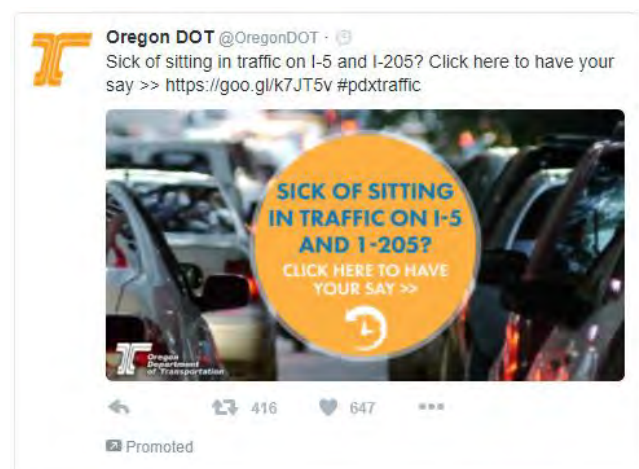 Oregon DOT @OregonDOT ·
Sick of sitting in traffic on I-5 and I-205? Click here to have your
say >> https://goo.gl/k7JT5v #pdxtraffic
SICK OF SITTING
IN TRAFFIC ON I-5
AND 1-205?
CLICK HERE TO HAVE
YOUR SAY >>
Oregon
Department
of Transportation
416 647
Promoted